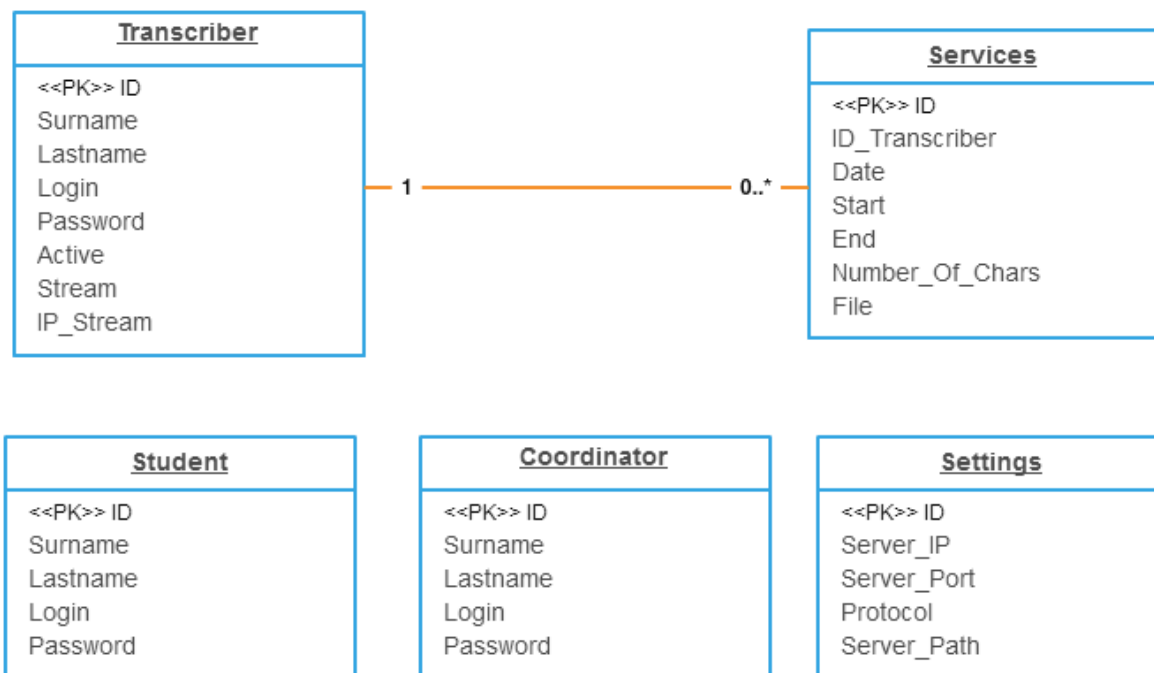 Transcriber
<<PK>> ID
Surname
Lastname
Login
Password
Active
Stream
IP_Stream
1
0..*
Services
<<PK>> ID
ID_Transcriber
Date
Start
End
Number_Of_Chars
File
Student
<<PK>> ID
Surname
Lastname
Login
Password
Coordinator
<<PK>> ID
Surname
Lastname
Login
Password
Settings
<<PK>> ID
Server_IP
Server_Port
Protocol
Server_Path